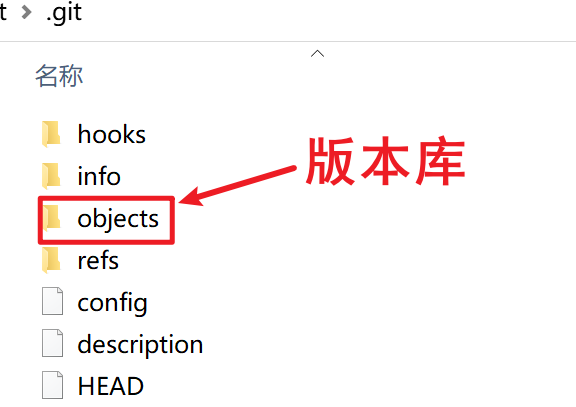 t > .git
名称
hooks
info
版本库
objects
refs
config
description
HEAD